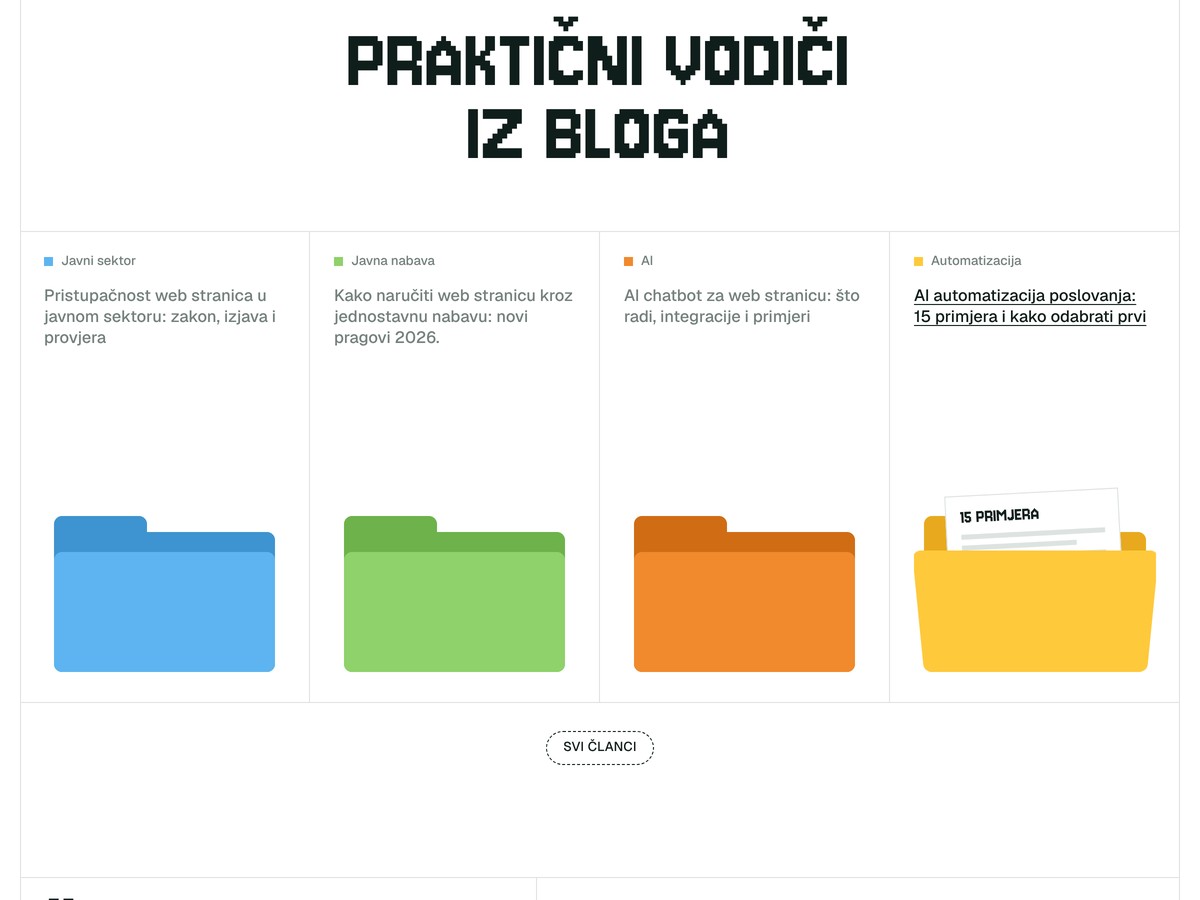 PRAKTIČNI VODIČI
IZ BLOGA
Javni sektor
Pristupačnost web stranica u
javnom sektoru: zakon, izjava i
provjera
Javna nabava
Kako naručiti web stranicu kroz
jednostavnu nabavu: novi
pragovi 2026.
AI
AI chatbot za web stranicu: što
radi, integracije i primjeri
Automatizacija
AI automatizacija poslovanja:
15 primjera i kako odabrati prvi
15 PRIMJERA
SVI ČLANCI